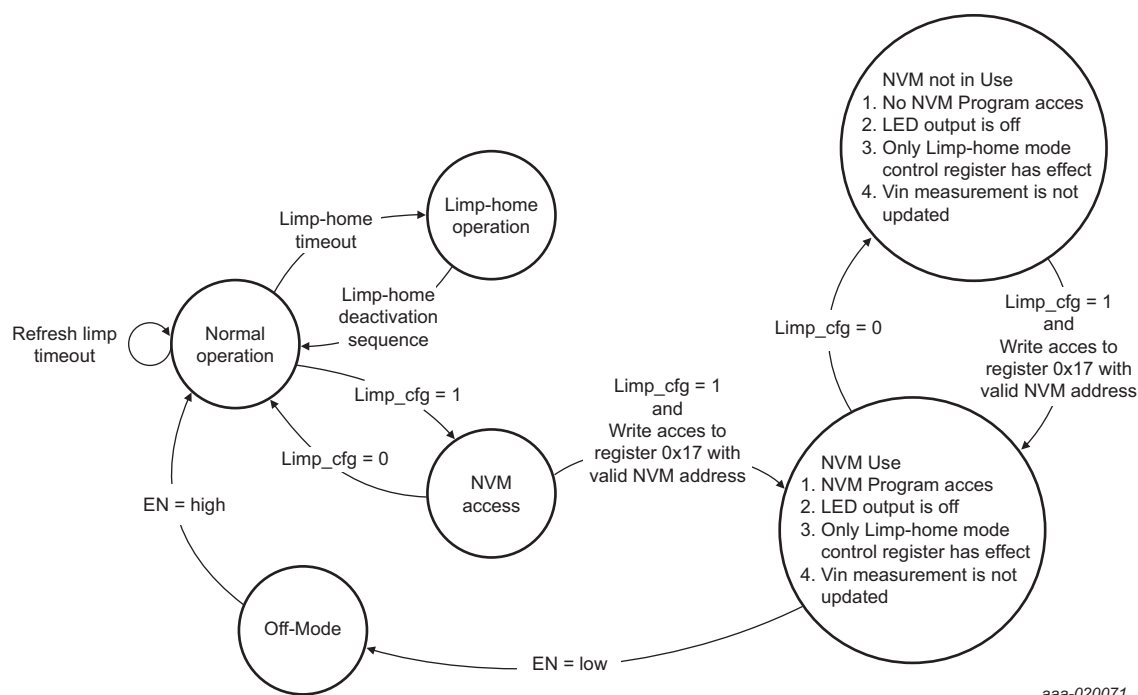 NVM not in Use
1. No NVM Program acces
2. LED output is off
3. Only Limp-home mode
control register has effect
4. Vin measurement is not
updated
Limp-home
timeout
Limp-home
operation
Limp-home
deactivation
sequence
Refresh limp
timeout
Normal
operation
Limp_cfg = 1
Limp_cfg = 0
NVM
access
Limp_cfg = 1
and
Write acces to
register 0x17 with
valid NVM address
Limp_cfg = 0
Limp_cfg = 1
and
Write acces to
register 0x17 with
valid NVM address
NVM Use
1. NVM Program acces
2. LED output is off
3. Only Limp-home mode
control register has effect
4. Vin measurement is not
updated
EN = high
Off-Mode
EN = low
aaa-020071